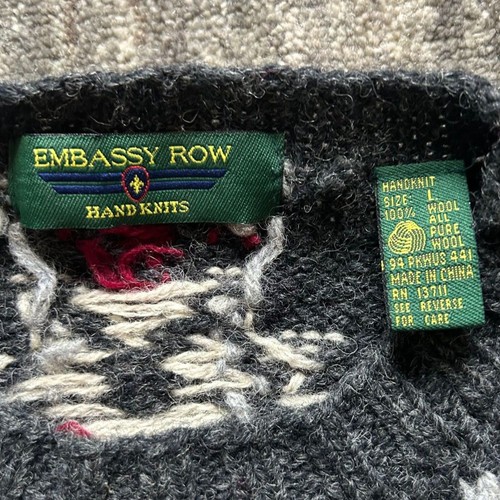 EMBASSY ROW
HAND KNITS
HANDKNIT
SIZE: L
100% WOOL
ALL
PURE
WOOL
94 RKWUS 441
MADE IN CHINA
RN 13711
SEE REVERSE
FOR CARE